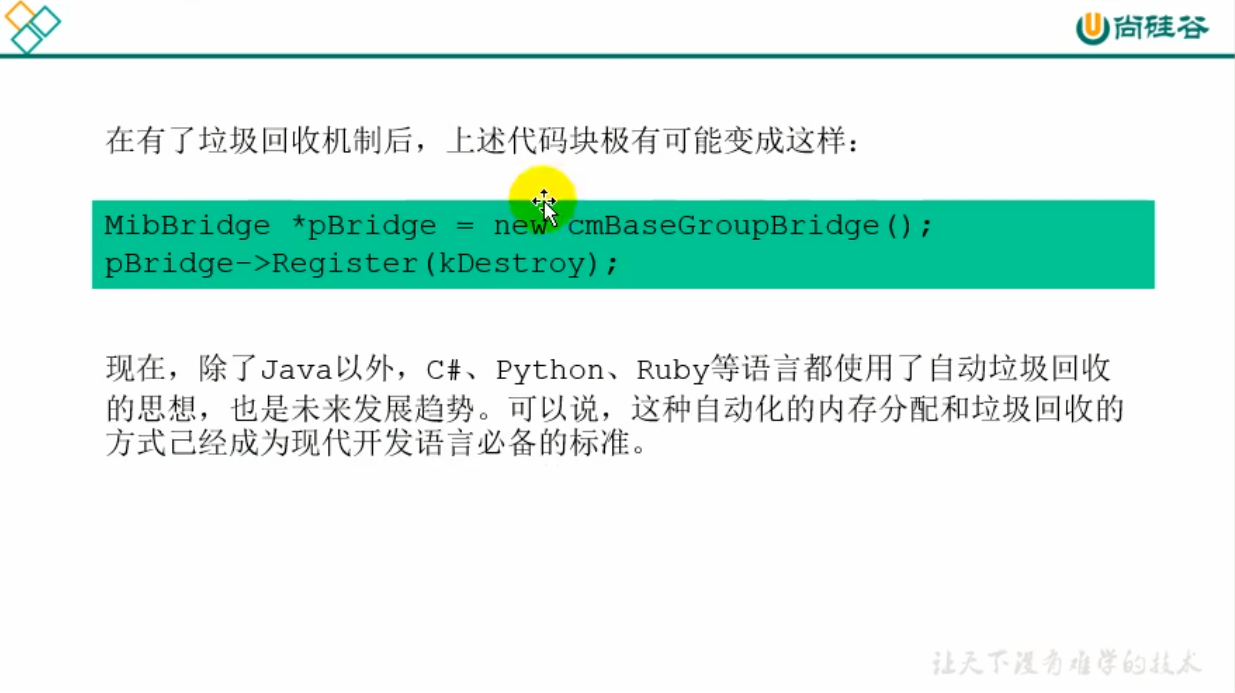 尚硅谷
在有了垃圾回收机制后，上述代码块极有可能变成这样：
MibBridge *pBridge = new cmBaseGroupBridge();
pBridge->Register(kDestroy);
现在，除了Java以外，C#、Python、Ruby等语言都使用了自动垃圾回收
的思想，也是未来发展趋势。可以说，这种自动化的内存分配和垃圾回收的
方式己经成为现代开发语言必备的标准。
让天下没有难学的技术